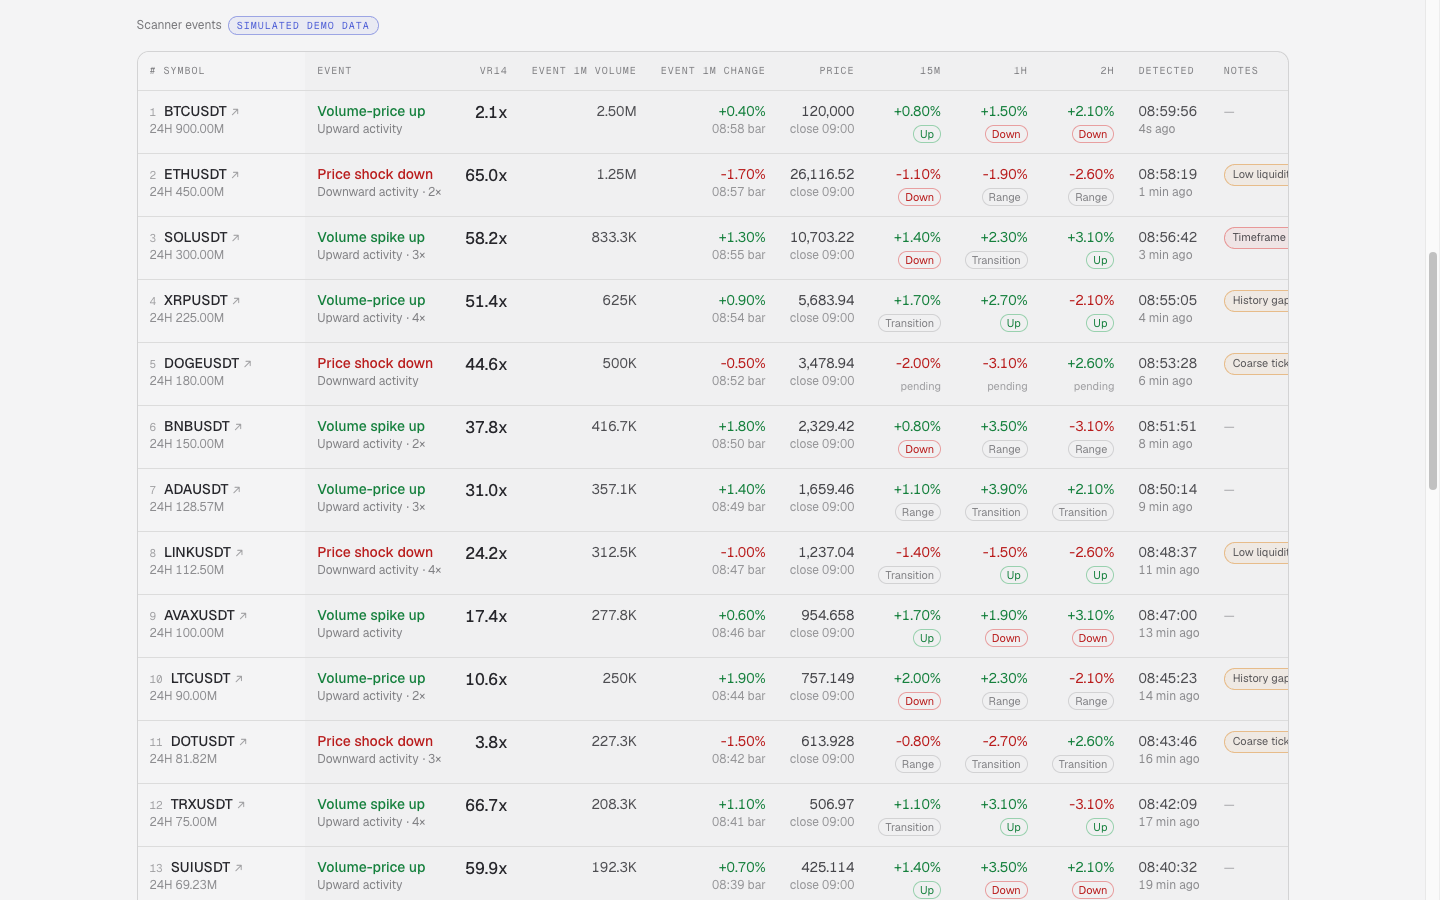 Scanner events SIMULATED DEMO DATA
# SYMBOL EVENT VR14 EVENT 1M VOLUME EVENT 1M CHANGE PRICE 15M 1H 2H DETECTED NOTES
1 BTCUSDT ↗ Volume-price up 2.1x 2.50M +0.40% 120,000 +0.80% +1.50% +2.10% 08:59:56 —
24H 900.00M Upward activity 08:58 bar close 09:00 Up Down Down 4s ago
2 ETHUSDT ↗ Price shock down 65.0x 1.25M -1.70% 26,116.52 -1.10% -1.90% -2.60% 08:58:19 Low liquidit
24H 450.00M Downward activity · 2× 08:57 bar close 09:00 Down Range Range 1 min ago
3 SOLUSDT ↗ Volume spike up 58.2x 833.3K +1.30% 10,703.22 +1.40% +2.30% +3.10% 08:56:42 Timeframe
24H 300.00M Upward activity · 3× 08:55 bar close 09:00 Down Transition Up 3 min ago
4 XRPUSDT ↗ Volume-price up 51.4x 625K +0.90% 5,683.94 +1.70% +2.70% -2.10% 08:55:05 History gap
24H 225.00M Upward activity · 4× 08:54 bar close 09:00 Transition Up Up 4 min ago
5 DOGEUSDT ↗ Price shock down 44.6x 500K -0.50% 3,478.94 -2.00% -3.10% +2.60% 08:53:28 Coarse tick
24H 180.00M Downward activity 08:52 bar close 09:00 pending pending pending 6 min ago
6 BNBUSDT ↗ Volume spike up 37.8x 416.7K +1.80% 2,329.42 +0.80% +3.50% -3.10% 08:51:51 —
24H 150.00M Upward activity · 2× 08:50 bar close 09:00 Down Range Range 8 min ago
7 ADAUSDT ↗ Volume-price up 31.0x 357.1K +1.40% 1,659.46 +1.10% +3.90% +2.10% 08:50:14 —
24H 128.57M Upward activity · 3× 08:49 bar close 09:00 Range Transition Transition 9 min ago
8 LINKUSDT ↗ Price shock down 24.2x 312.5K -1.00% 1,237.04 -1.40% -1.50% -2.60% 08:48:37 Low liquidit
24H 112.50M Downward activity · 4× 08:47 bar close 09:00 Transition Up Up 11 min ago
9 AVAXUSDT ↗ Volume spike up 17.4x 277.8K +0.60% 954.658 +1.70% +1.90% +3.10% 08:47:00 —
24H 100.00M Upward activity 08:46 bar close 09:00 Up Down Down 13 min ago
10 LTCUSDT ↗ Volume-price up 10.6x 250K +1.90% 757.149 +2.00% +2.30% -2.10% 08:45:23 History gap
24H 90.00M Upward activity · 2× 08:44 bar close 09:00 Down Range Range 14 min ago
11 DOTUSDT ↗ Price shock down 3.8x 227.3K -1.50% 613.928 -0.80% -2.70% +2.60% 08:43:46 Coarse tick
24H 81.82M Downward activity · 3× 08:42 bar close 09:00 Range Transition Transition 16 min ago
12 TRXUSDT ↗ Volume spike up 66.7x 208.3K +1.10% 506.97 +1.10% +3.10% -3.10% 08:42:09 —
24H 75.00M Upward activity · 4× 08:41 bar close 09:00 Transition Up Up 17 min ago
13 SUIUSDT ↗ Volume-price up 59.9x 192.3K +0.70% 425.114 +1.40% +3.50% +2.10% 08:40:32 —
24H 69.23M Upward activity 08:39 bar close 09:00 Up Down Down 19 min ago